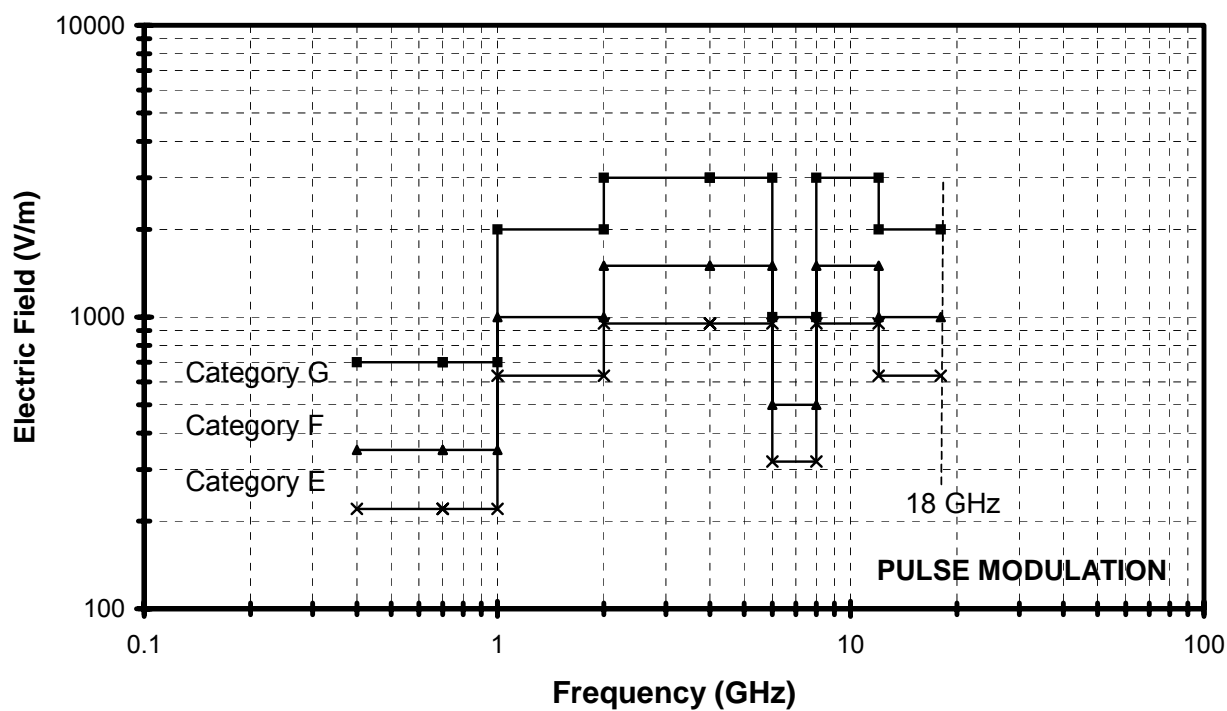 10000
1000
100
Electric Field (V/m)
Category G
Category F
Category E
18 GHz
PULSE MODULATION
0.1
1
10
100
Frequency (GHz)